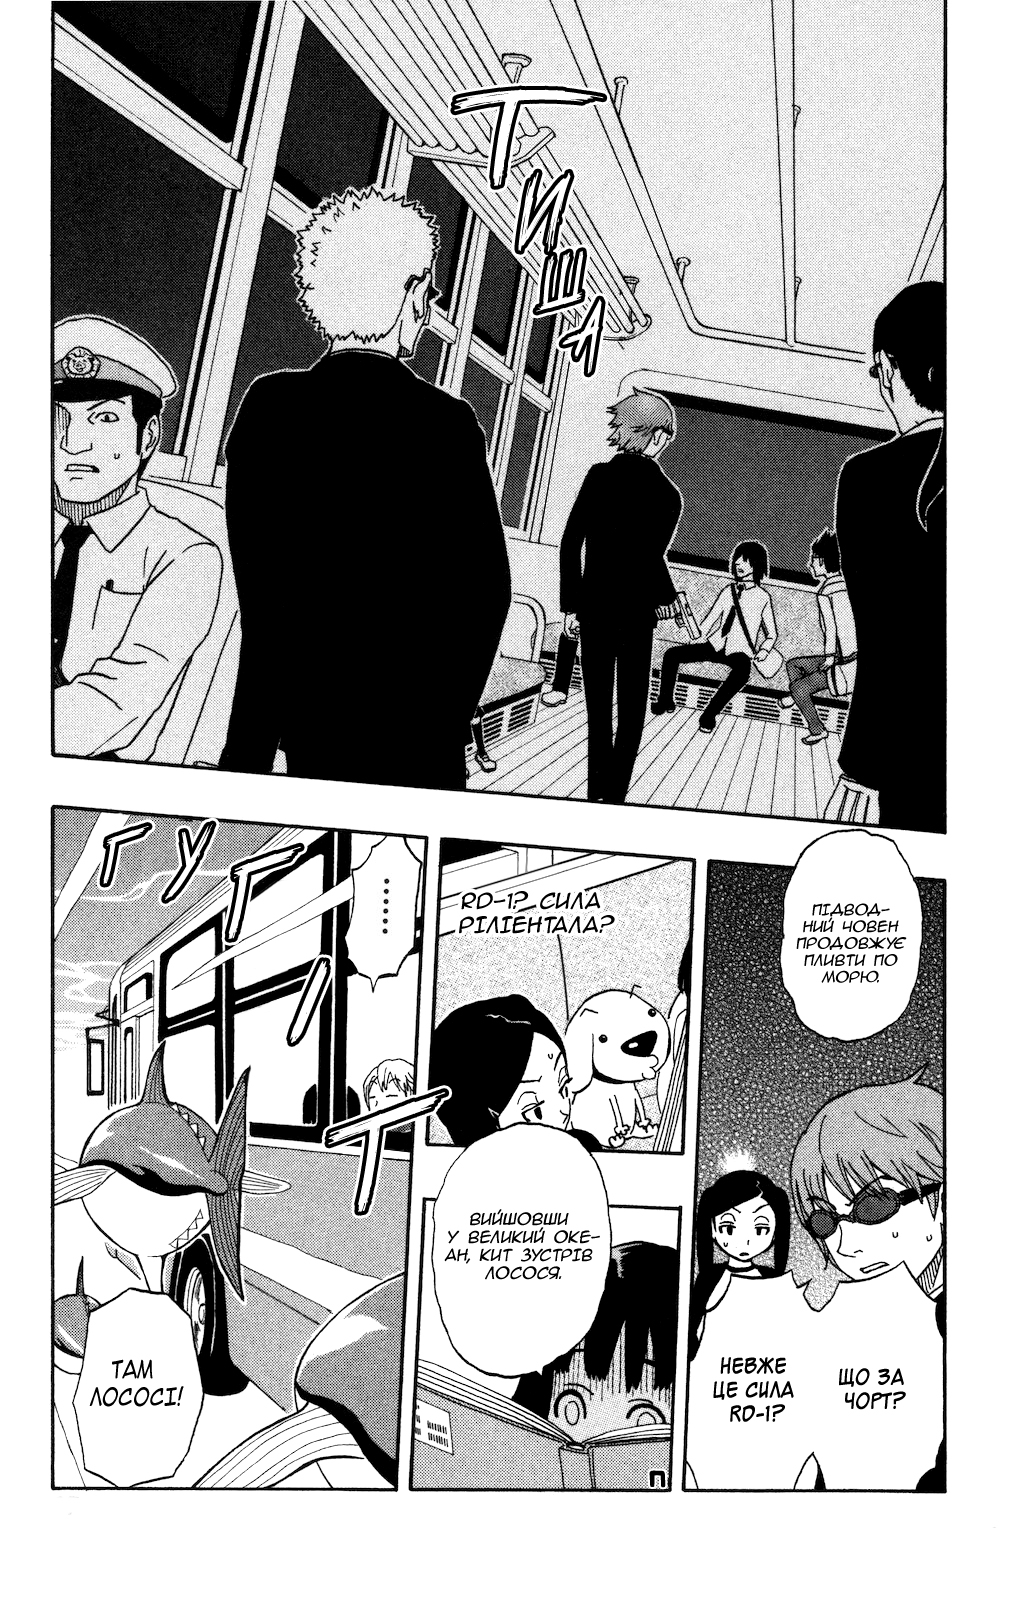 ТИША
ПІДВОД-
НИЙ ЧОВЕН
ПРОДОВЖУЄ
ПЛИВТИ ПО
МОРЮ.
ЩО ЗА
ЧОРТ?
НЕВЖЕ
ЦЕ СИЛА
RD-1?
RD-1? СИЛА
РІЛІЕНТАЛА?
ВИЙШОВШИ
У ВЕЛИКИЙ ОКЕ-
АН, КИТ ЗУСТРІВ
ЛОСОСЯ.
П
......
ГУГІТ
ТАМ
ЛОСОСІ!